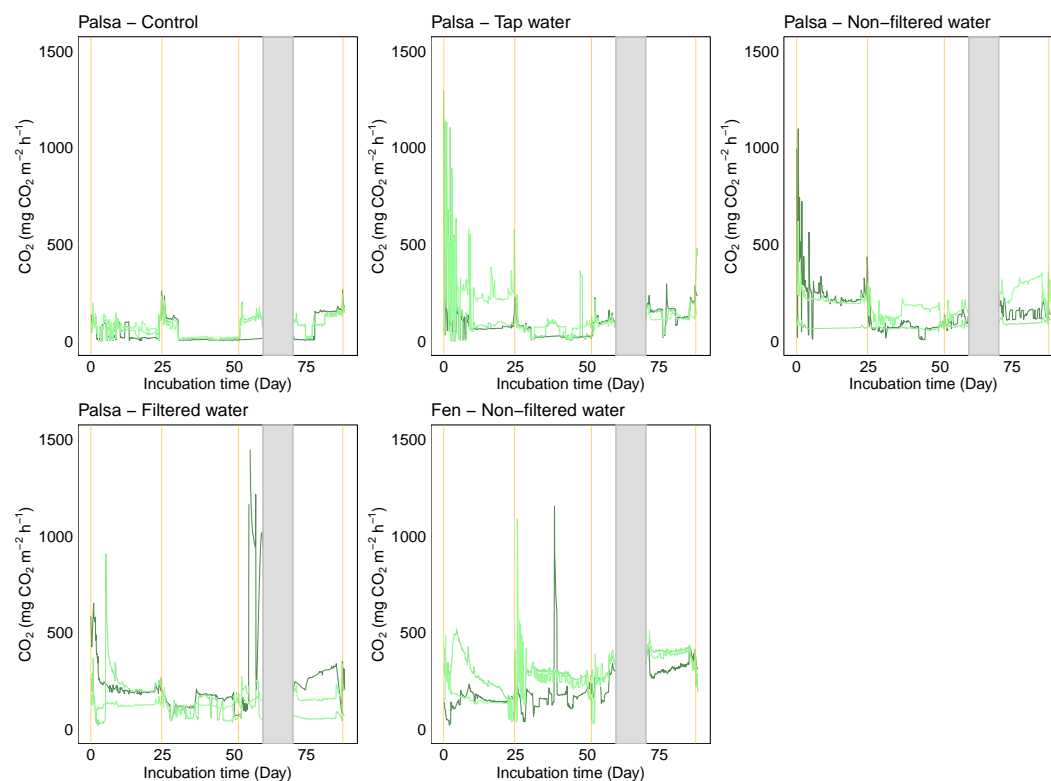 Palsa − Control
Palsa − Tap water
Palsa − Non−filtered water
CO₂ (mg CO₂ m⁻² h⁻¹)
1500
1000
500
0
0 25 50 75
Incubation time (Day)
CO₂ (mg CO₂ m⁻² h⁻¹)
1500
1000
500
0
0 25 50 75
Incubation time (Day)
CO₂ (mg CO₂ m⁻² h⁻¹)
1500
1000
500
0
0 25 50 75
Incubation time (Day)
Palsa − Filtered water
Fen − Non−filtered water
CO₂ (mg CO₂ m⁻² h⁻¹)
1500
1000
500
0
0 25 50 75
Incubation time (Day)
CO₂ (mg CO₂ m⁻² h⁻¹)
1500
1000
500
0
0 25 50 75
Incubation time (Day)